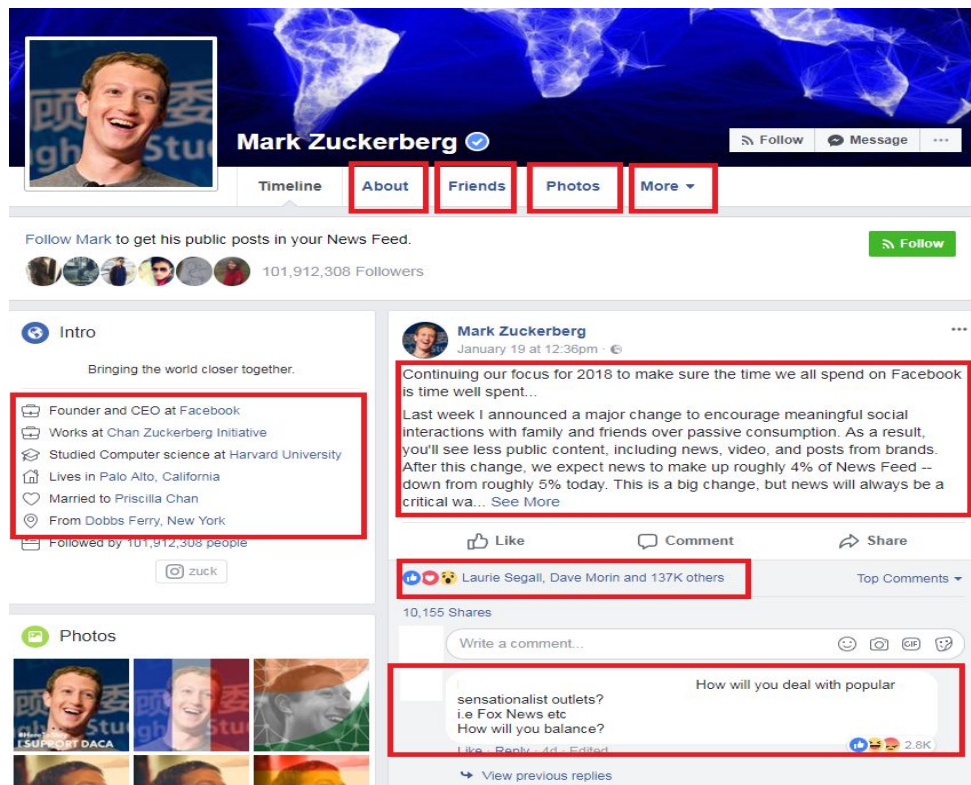 顾 委
ghua Stu
Mark Zuckerberg
Follow Message ...
Timeline About Friends Photos More
Follow Mark to get his public posts in your News Feed.
Follow
101,912,308 Followers
Intro
Bringing the world closer together.
Founder and CEO at Facebook
Works at Chan Zuckerberg Initiative
Studied Computer science at Harvard University
Lives in Palo Alto, California
Married to Priscilla Chan
From Dobbs Ferry, New York
Followed by 101,912,308 people
zuck
Photos
I SUPPORT DACA
Mark Zuckerberg
January 19 at 12:36pm ·
...
Continuing our focus for 2018 to make sure the time we all spend on Facebook
is time well spent...
Last week I announced a major change to encourage meaningful social
interactions with family and friends over passive consumption. As a result,
you'll see less public content, including news, video, and posts from brands.
After this change, we expect news to make up roughly 4% of News Feed --
down from roughly 5% today. This is a big change, but news will always be a
critical wa... See More
Like Comment Share
Laurie Segall, Dave Morin and 137K others
Top Comments
10,155 Shares
Write a comment...
GIF
How will you deal with popular
sensationalist outlets?
i.e Fox News etc
How will you balance?
Like · Reply · 4d · Edited
2.8K
View previous replies